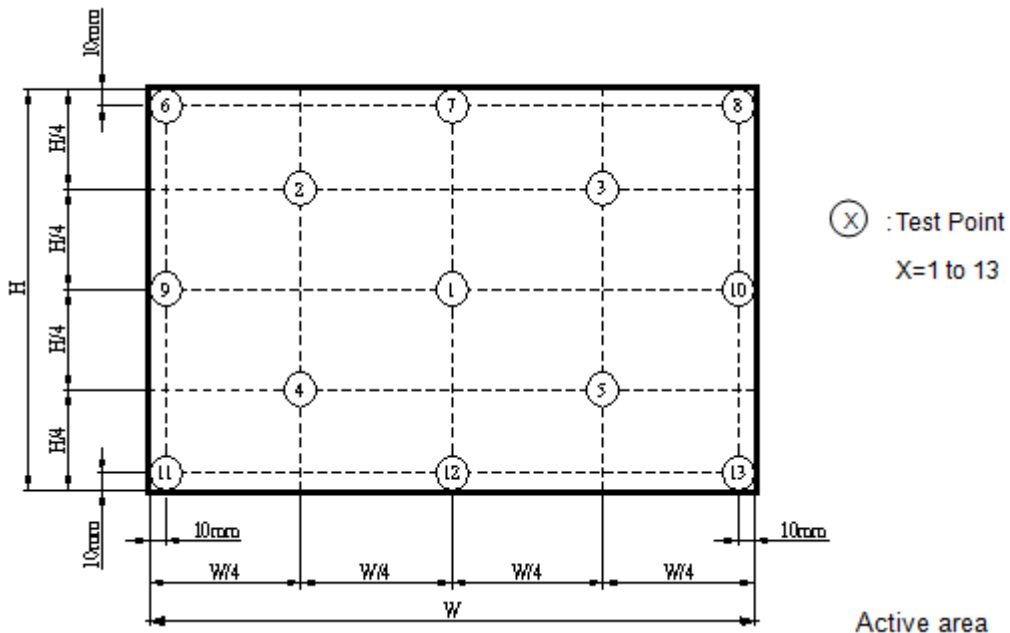 10mm
6
7
8
H/4
2
3
X : Test Point
H/4
X=1 to 13
H
9
1
10
H/4
4
5
H/4
11
12
13
10mm
10mm
10mm
W/4
W/4
W/4
W/4
W
Active area